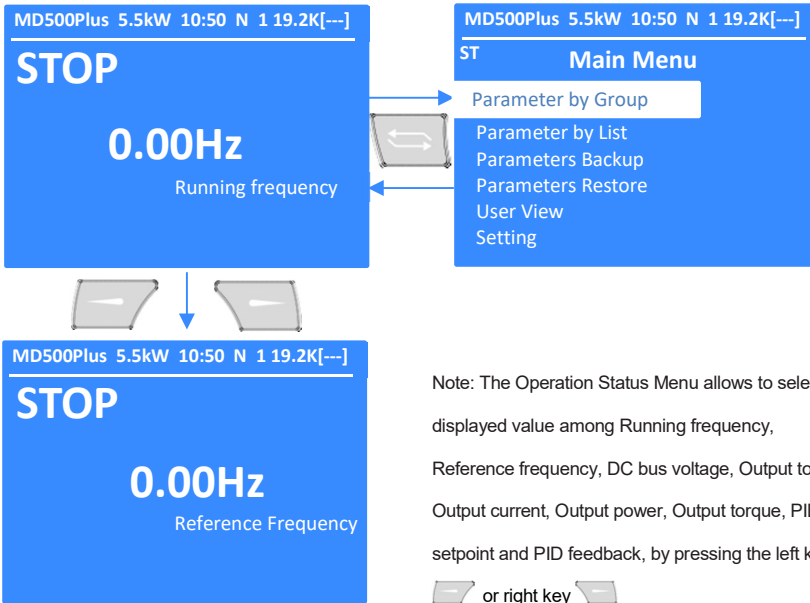 MD500Plus 5.5kW 10:50 N 1 19.2K[---]
STOP
0.00Hz
Running frequency
MD500Plus 5.5kW 10:50 N 1 19.2K[---]
ST
Main Menu
Parameter by Group
Parameter by List
Parameters Backup
Parameters Restore
User View
Setting
MD500Plus 5.5kW 10:50 N 1 19.2K[---]
STOP
0.00Hz
Reference Frequency
Note: The Operation Status Menu allows to
displayed value among Running frequency,
Reference frequency, DC bus voltage, Output
Output current, Output power, Output torque,
setpoint and PID feedback, by pressing the left
or right key